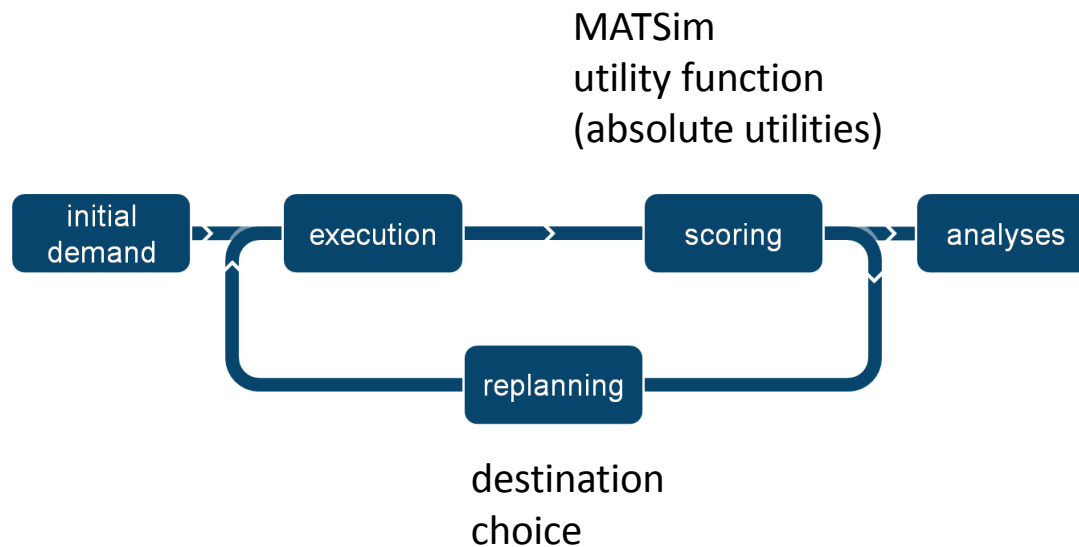 MATSim
utility function
(absolute utilities)
initial
demand
execution
scoring
analyses
replanning
destination
choice